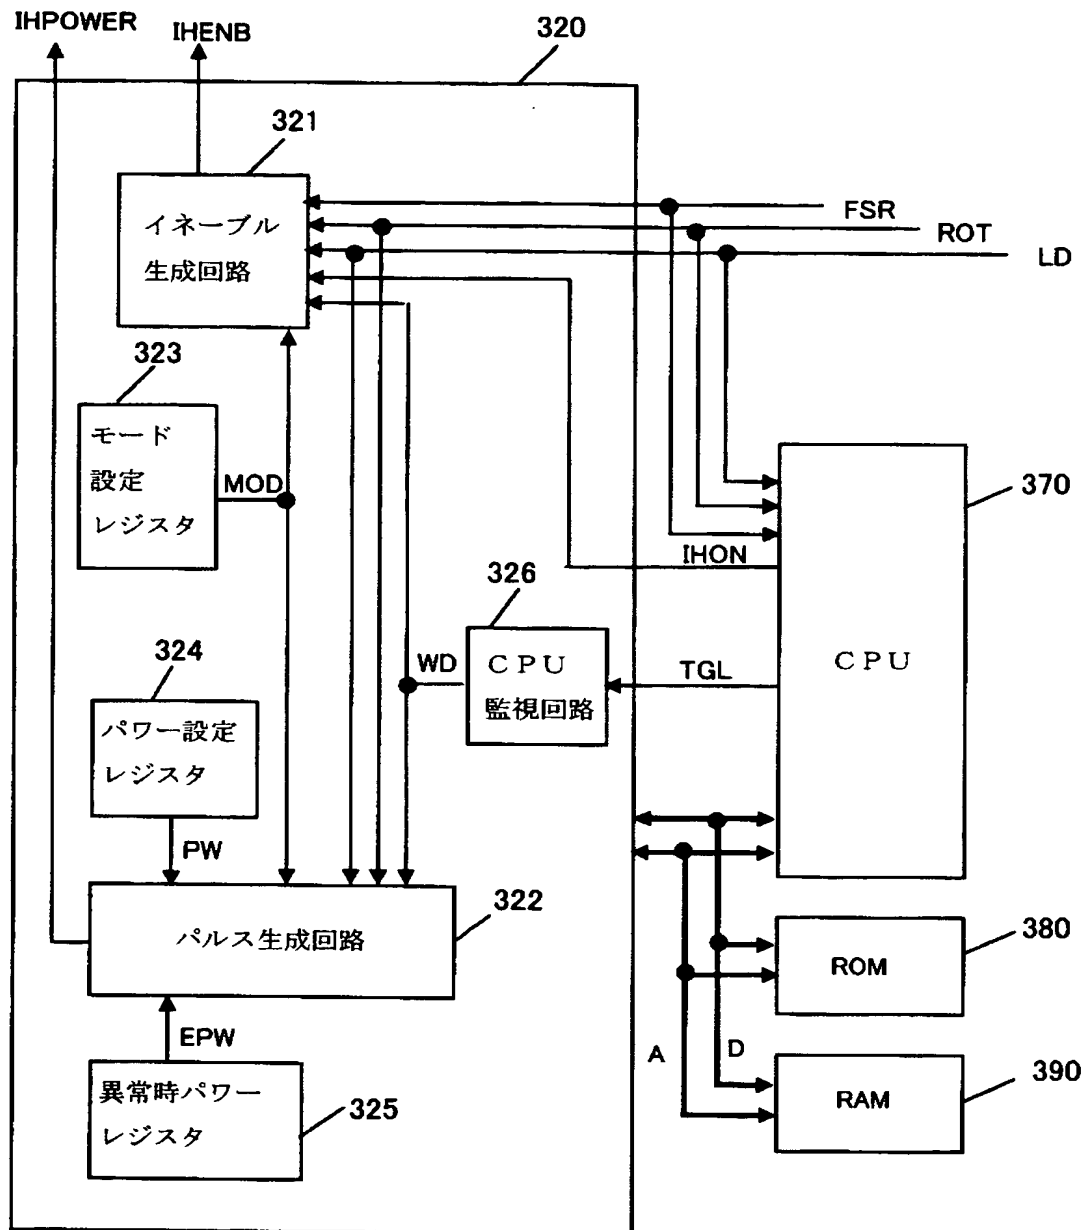 IHPOWER
IHENB
320
321
イネーブル
生成回路
FSR
ROT
LD
323
モード
設定
レジスタ
MOD
370
IHON
326
CPU
監視回路
WD
TGL
CPU
324
パワー設定
レジスタ
PW
322
パルス生成回路
380
ROM
EPW
A
D
異常時パワー
レジスタ
325
390
RAM